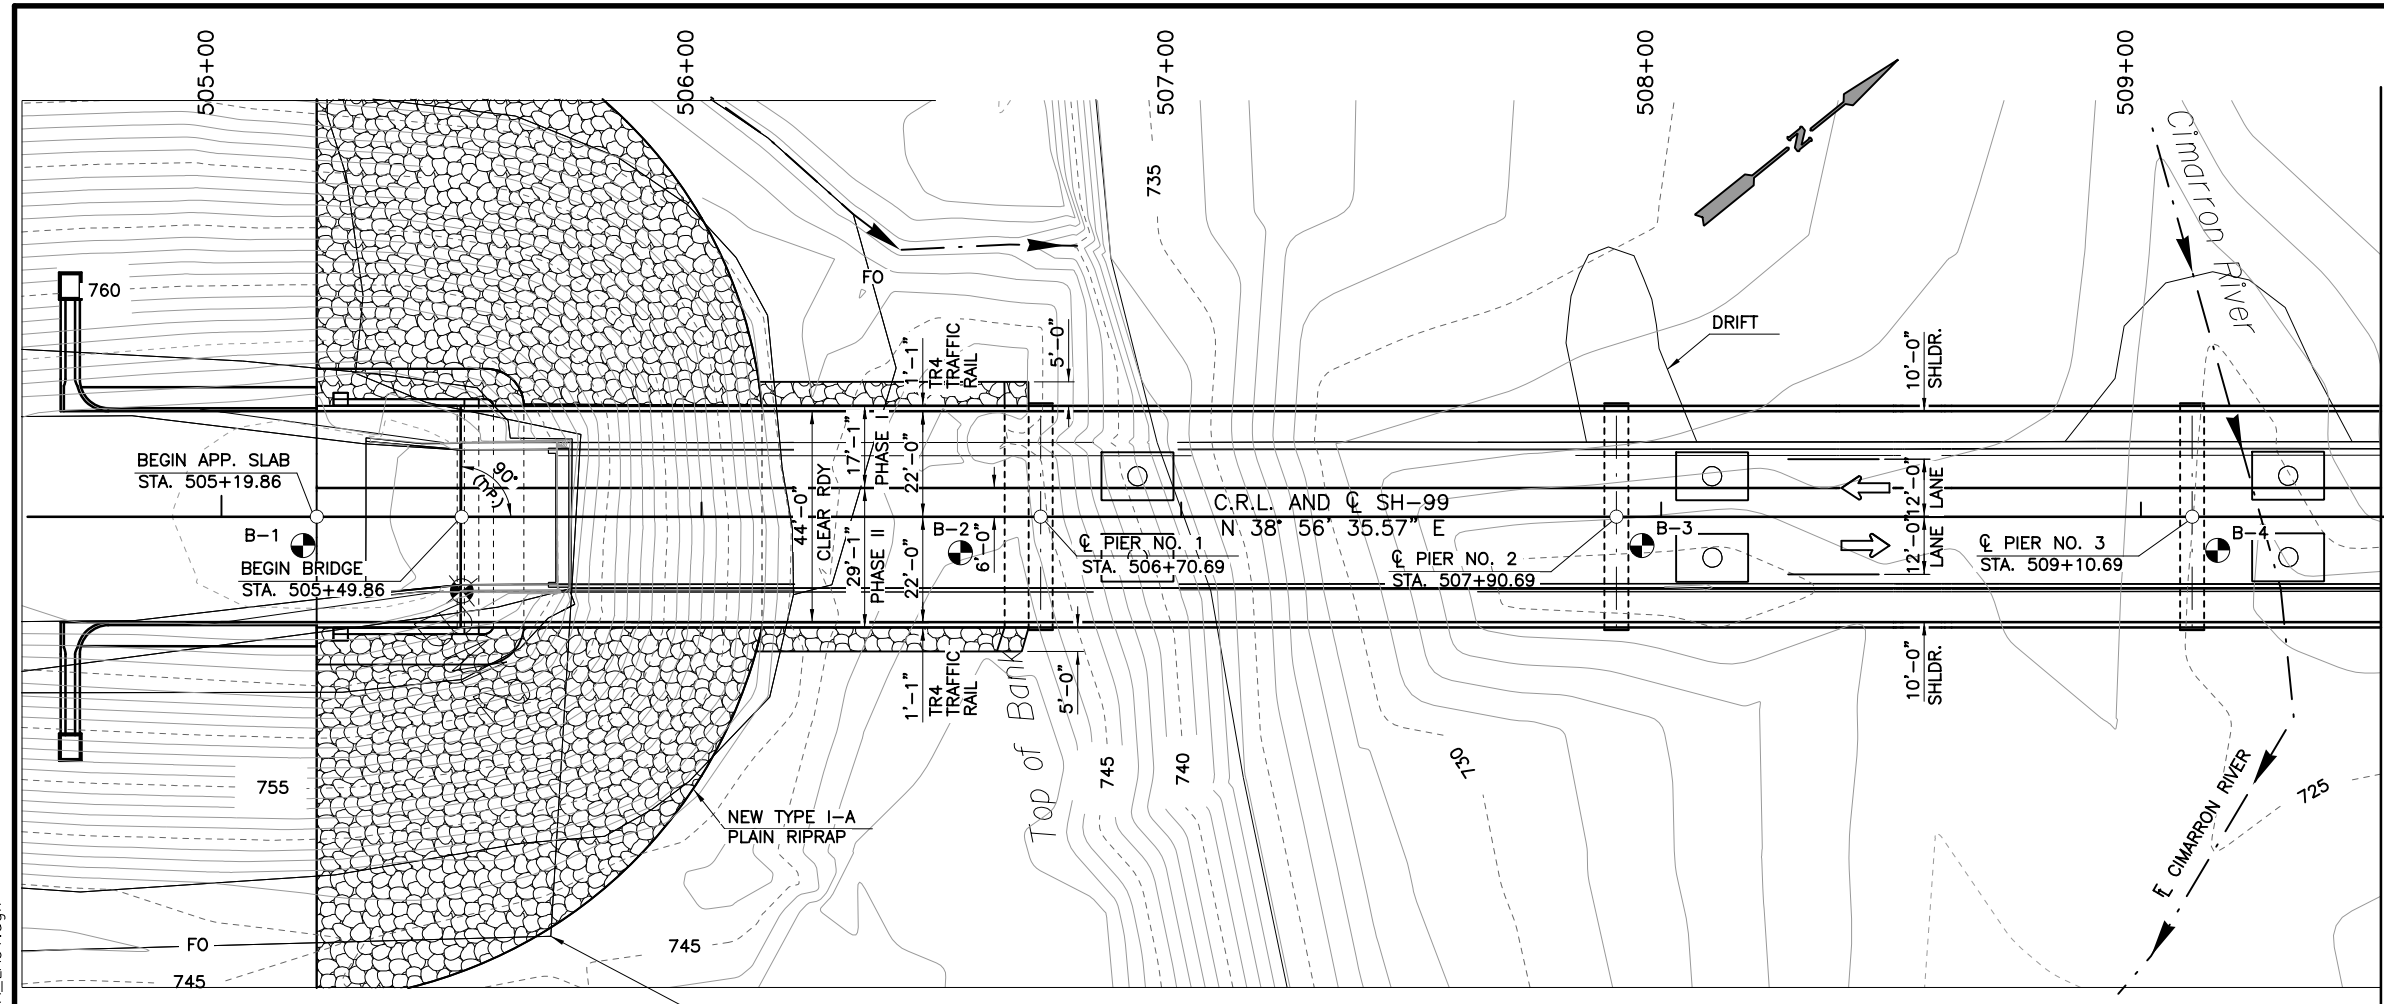 505+00
506+00
507+00
508+00
509+00
Cimarron River
N
735
FO
760
DRIFT
1'-1"
TR4
TRAFFIC
RAIL
5'-0"
10'-0"
SHLDR.
BEGIN APP. SLAB
STA. 505+19.86
90°
(TYP.)
44'-0"
CLEAR RDY
17'-1"
PHASE I
29'-1"
PHASE II
22'-0"
22'-0"
6'-0"
C.R.L. AND ℄ SH-99
N 38° 56' 35.57" E
12'-0"
LANE
12'-0"
LANE
B-1
B-2
B-3
B-4
BEGIN BRIDGE
STA. 505+49.86
℄ PIER NO. 1
STA. 506+70.69
℄ PIER NO. 2
STA. 507+90.69
℄ PIER NO. 3
STA. 509+10.69
1'-1"
TR4
TRAFFIC
RAIL
5'-0"
10'-0"
SHLDR.
Top of Bank
745
740
730
755
725
NEW TYPE I-A
PLAIN RIPRAP
FL CIMARRON RIVER
FO
745
745